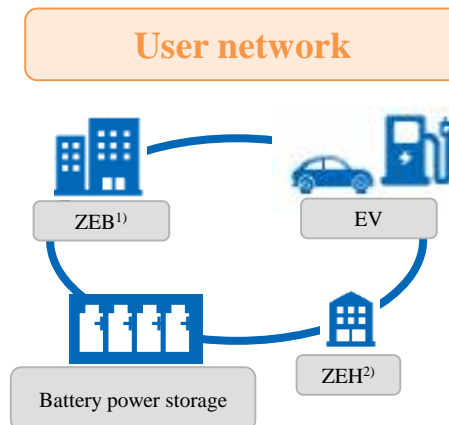 User network
ZEB¹⁾
EV
ZEH²⁾
Battery power storage